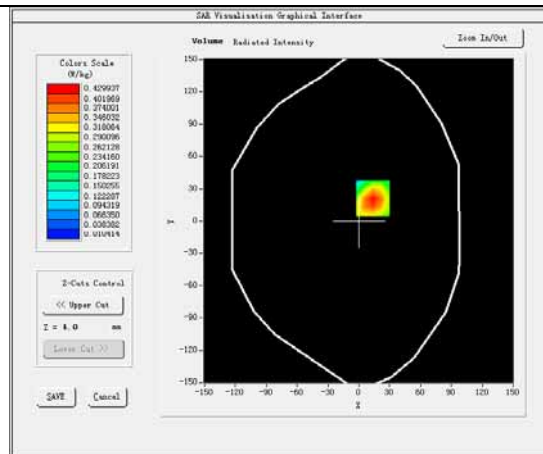 SAR Visualisation Graphical Interface
Volume Radiated Intensity
Zoom In/Out
Colors Scale
(W/kg)
0.429937
0.401969
0.374001
0.346032
0.318064
0.290096
0.262128
0.234160
0.206191
0.178223
0.150255
0.122287
0.094319
0.066350
0.038382
0.010414
150
120
90
60
30
0
-30
-60
-90
-120
-150
Y
-150 -120 -90 -60 -30 0 30 60 90 120 150
X
Z-Cuts Control
<< Upper Cut
Z = 4.0 mm
Lower Cut >>
SAVE Cancel